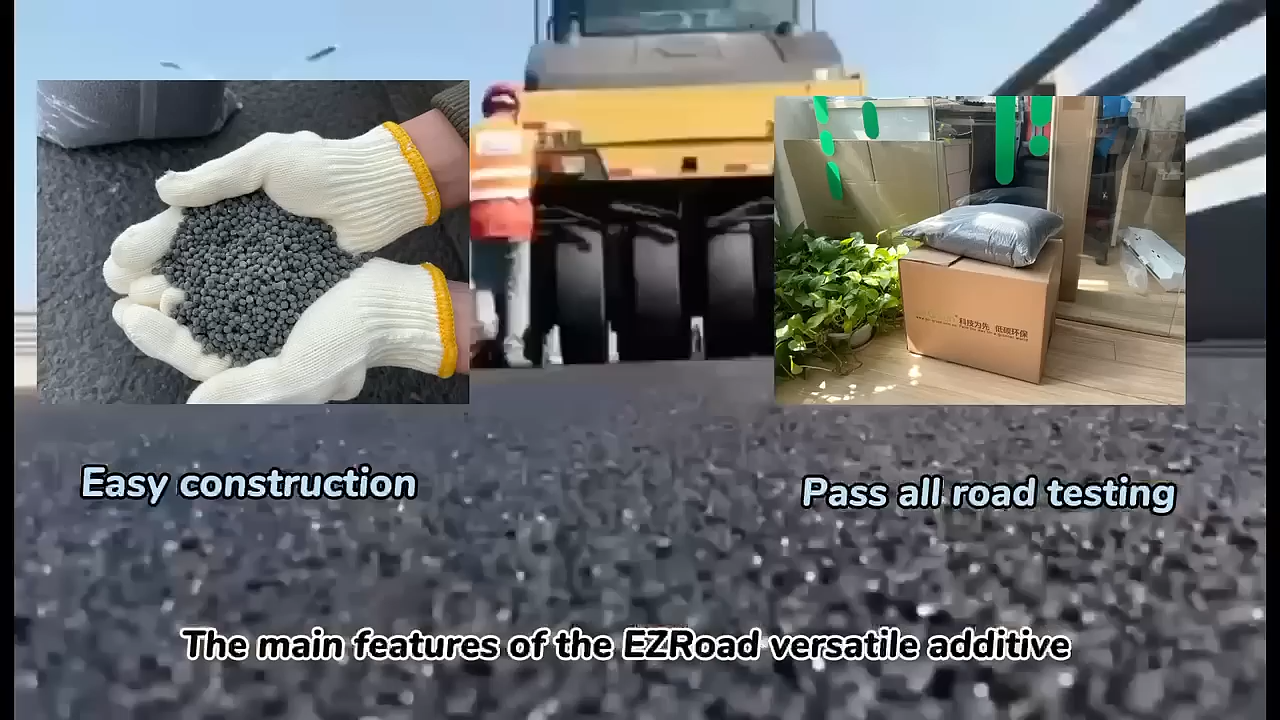 科技为先 低碳环保
Easy construction
Pass all road testing
The main features of the EZRoad versatile additive